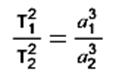 T₁²/T₂² = a₁³/a₂³